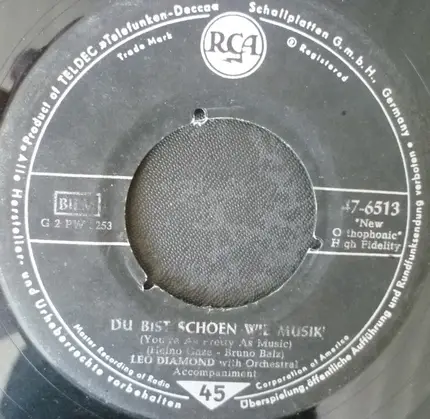 Product of TELDEC »Telefunken-Decca« Schallplatten G.m.b.H., Germany
Trade Mark
RCA
® Registered
BIEM
47-6513
"New
Orthophonic"
High Fidelity
DU BIST SCHOEN WIE MUSIK
(You're As Pretty As Music)
(Heino Gaze - Bruno Balz)
LEO DIAMOND with Orchestral
Accompaniment
Master Recording of Radio Corporation of America
45
Alle Hersteller- und Urheberrechte vorbehalten
Überspielung, öffentliche Aufführung und Rundfunksendung verboten